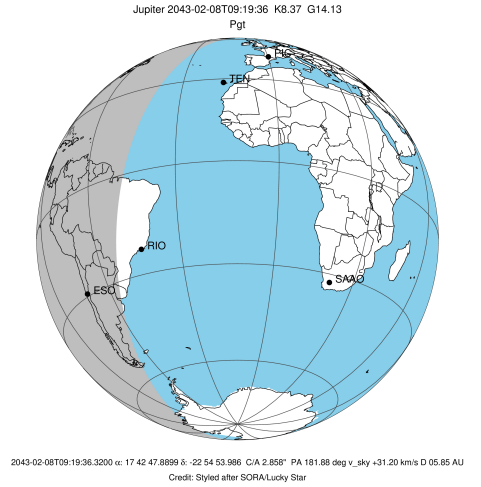 Jupiter 2043-02-08T09:19:36 K8.37 G14.13
Pgt
PIC
TEN
RIO
SAAO
ESO
2043-02-08T09:19:36.3200 α: 17 42 47.8899 δ: -22 54 53.986 C/A 2.858" PA 181.88 deg v_sky +31.20 km/s D 05.85 AU
Credit: Styled after SORA/Lucky Star